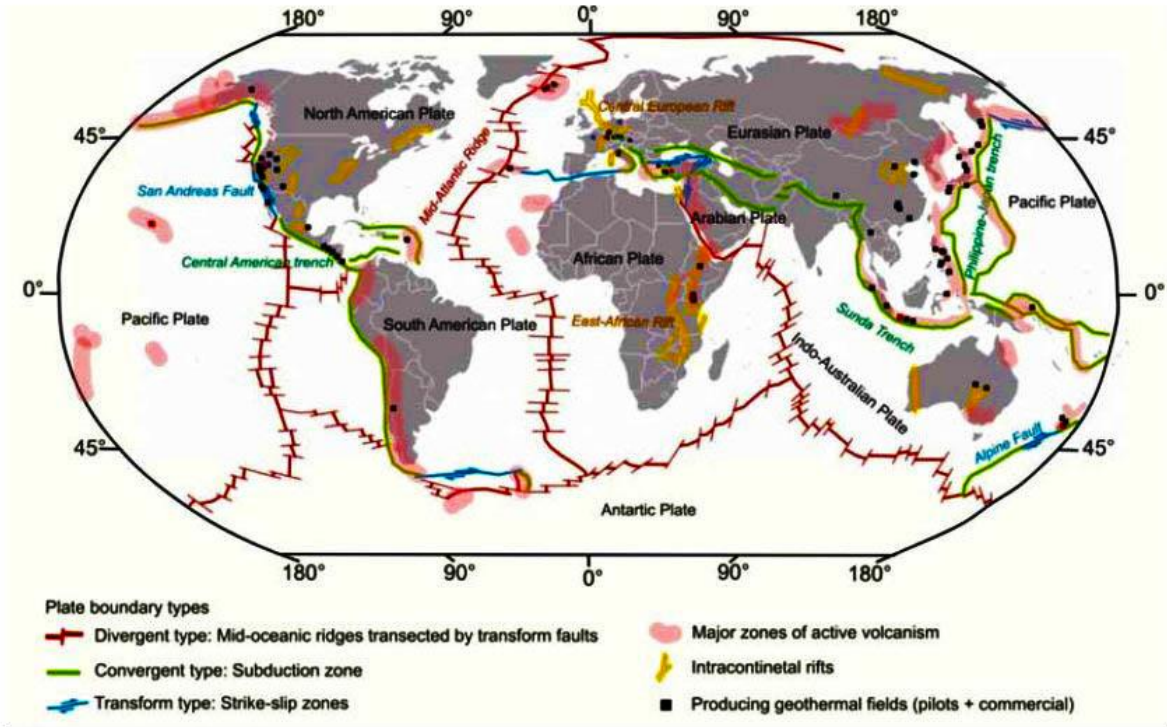 180° 90° 0° 90° 180°
North American Plate
Central European Rift
Eurasian Plate
45° 45°
Mid-Atlantic Ridge
San Andreas Fault
Philippine-Japan trench
Pacific Plate
Arabian Plate
Central American trench
African Plate
0° 0°
Pacific Plate
South American Plate
East-African Rift
Sunda Trench
Indo-Australian Plate
45° 45°
Alpine Fault
Antartic Plate
180° 90° 0° 90° 180°
Plate boundary types
Divergent type: Mid-oceanic ridges transected by transform faults
Convergent type: Subduction zone
Transform type: Strike-slip zones
Major zones of active volcanism
Intracontinetal rifts
Producing geothermal fields (pilots + commercial)